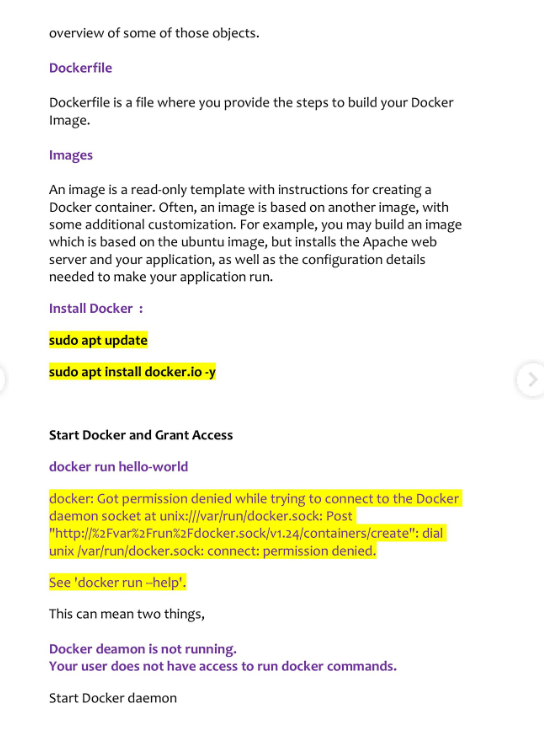 overview of some of those objects.
Dockerfile
Dockerfile is a file where you provide the steps to build your Docker
Image.
Images
An image is a read-only template with instructions for creating a
Docker container. Often, an image is based on another image, with
some additional customization. For example, you may build an image
which is based on the ubuntu image, but installs the Apache web
server and your application, as well as the configuration details
needed to make your application run.
Install Docker :
sudo apt update
sudo apt install docker.io -y
Start Docker and Grant Access
docker run hello-world
docker: Got permission denied while trying to connect to the Docker
daemon socket at unix:///var/run/docker.sock: Post
"http://%2Fvar%2Frun%2Fdocker.sock/v1.24/containers/create": dial
unix /var/run/docker.sock: connect: permission denied.
See 'docker run --help'.
This can mean two things,
Docker deamon is not running.
Your user does not have access to run docker commands.
Start Docker daemon